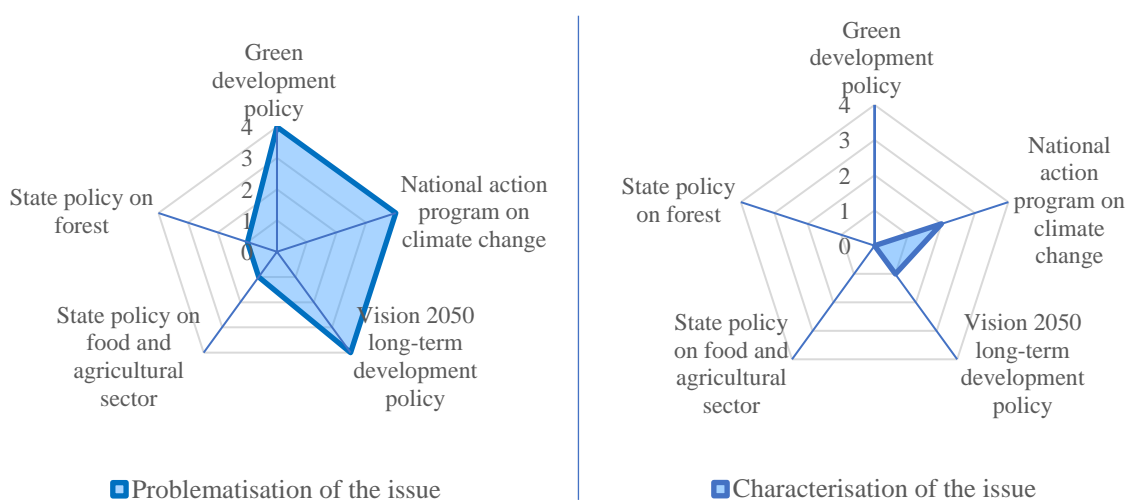 Green
development
policy
4
3
2
1
0
National action
program on
climate change
Vision 2050
long-term
development
policy
State policy on
food and
agricultural
sector
State policy on
forest
Problematisation of the issue
Green
development
policy
4
3
2
1
0
National
action
program on
climate
change
Vision 2050
long-term
development
policy
State policy
on food and
agricultural
sector
State policy
on forest
Characterisation of the issue